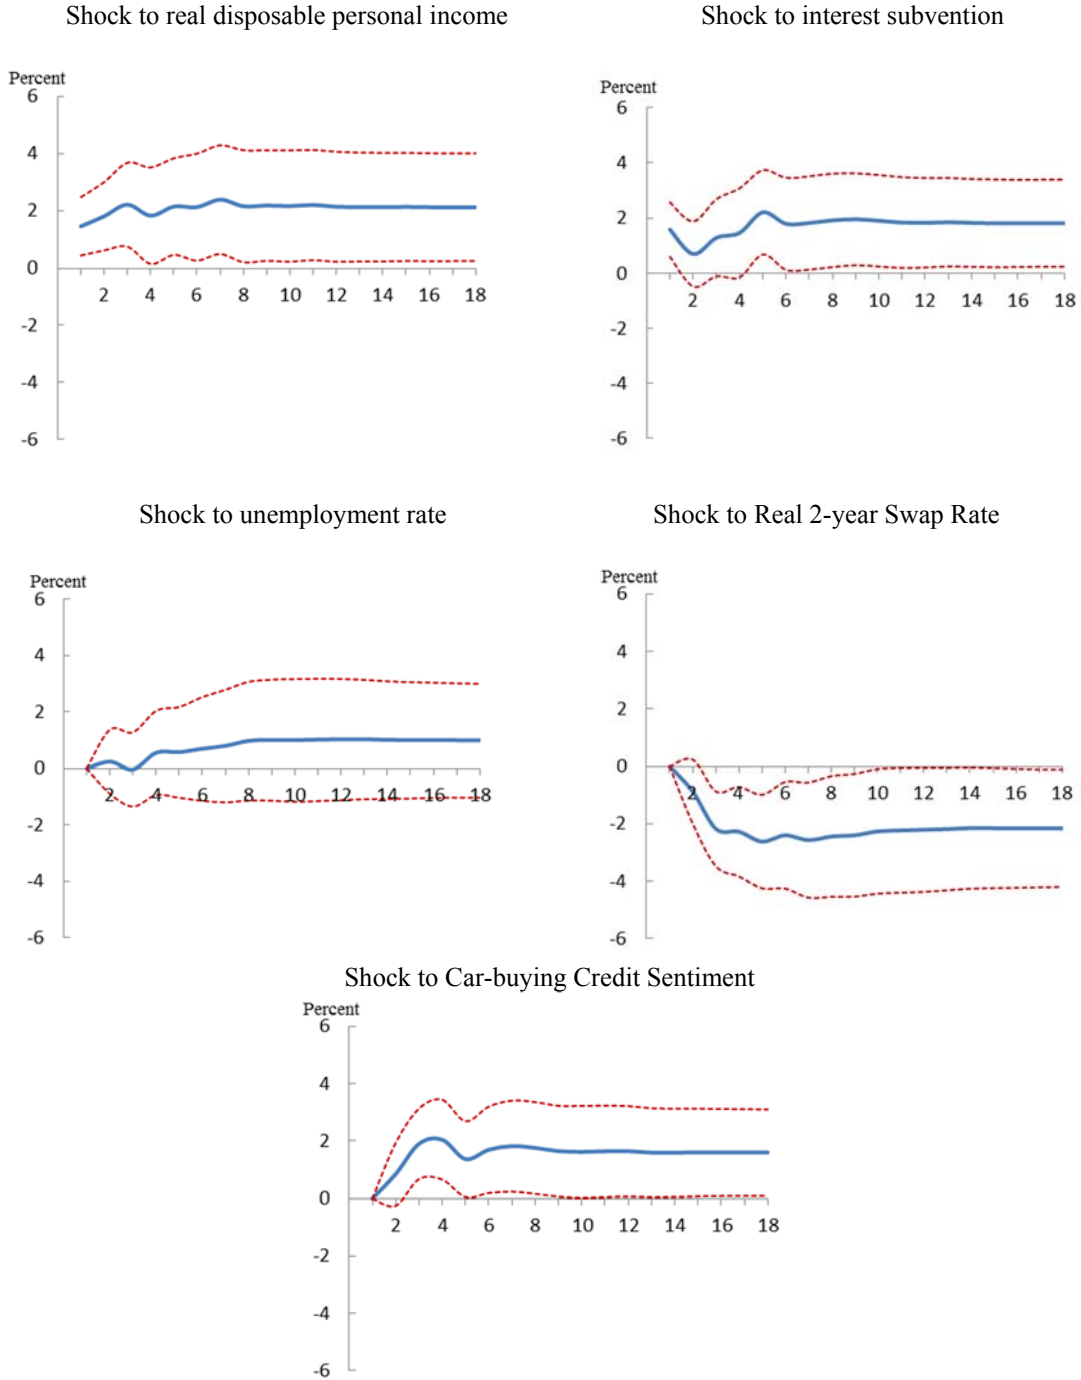 Shock to real disposable personal income
Percent
6
4
2
0
-2
-4
-6
2 4 6 8 10 12 14 16 18
Shock to interest subvention
Percent
6
4
2
0
-2
-4
-6
2 4 6 8 10 12 14 16 18
Shock to unemployment rate
Percent
6
4
2
0
-2
-4
-6
2 4 6 8 10 12 14 16 18
Shock to Real 2-year Swap Rate
Percent
6
4
2
0
-2
-4
-6
2 4 6 8 10 12 14 16 18
Shock to Car-buying Credit Sentiment
Percent
6
4
2
0
-2
-4
-6
2 4 6 8 10 12 14 16 18